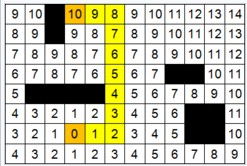 9 10 10 9 8 9 10 11 12 13 14
8 9 9 8 7 8 9 10 11 12 13
7 8 9 8 7 6 7 8 9 10 11 12
6 7 8 7 6 5 6 7 10 11
5 4 5 6 7 8 9 10
4 3 2 1 2 3 4 5 6 11
3 2 1 0 1 2 3 4 5 10
4 3 2 1 2 3 4 5 6 7 8 9